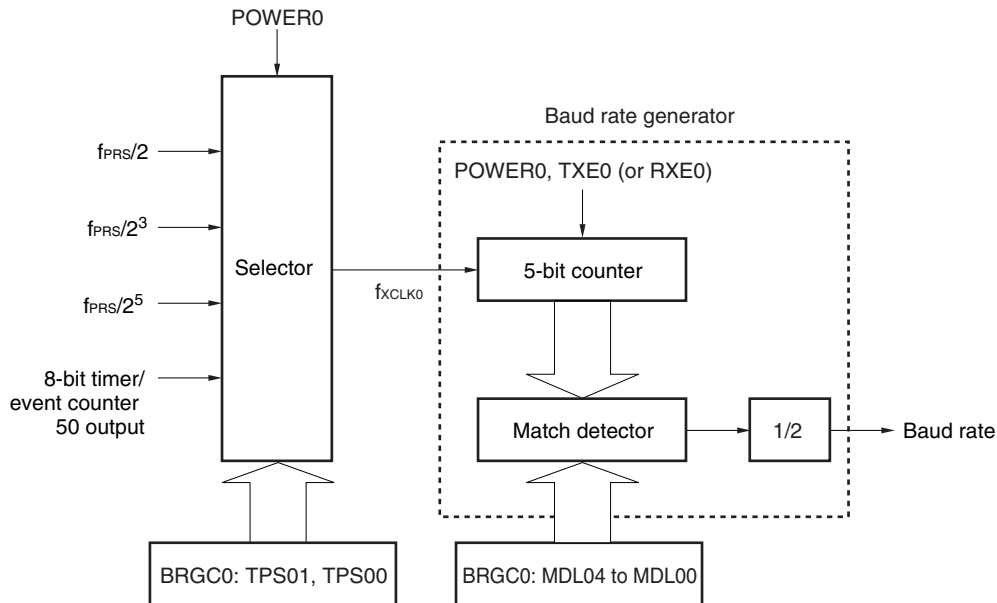 POWER0
Baud rate generator
fPRS/2
POWER0, TXE0 (or RXE0)
fPRS/2³
Selector
5-bit counter
fXCLK0
fPRS/2⁵
8-bit timer/
event counter
50 output
Match detector
1/2
Baud rate
BRGC0: TPS01, TPS00
BRGC0: MDL04 to MDL00